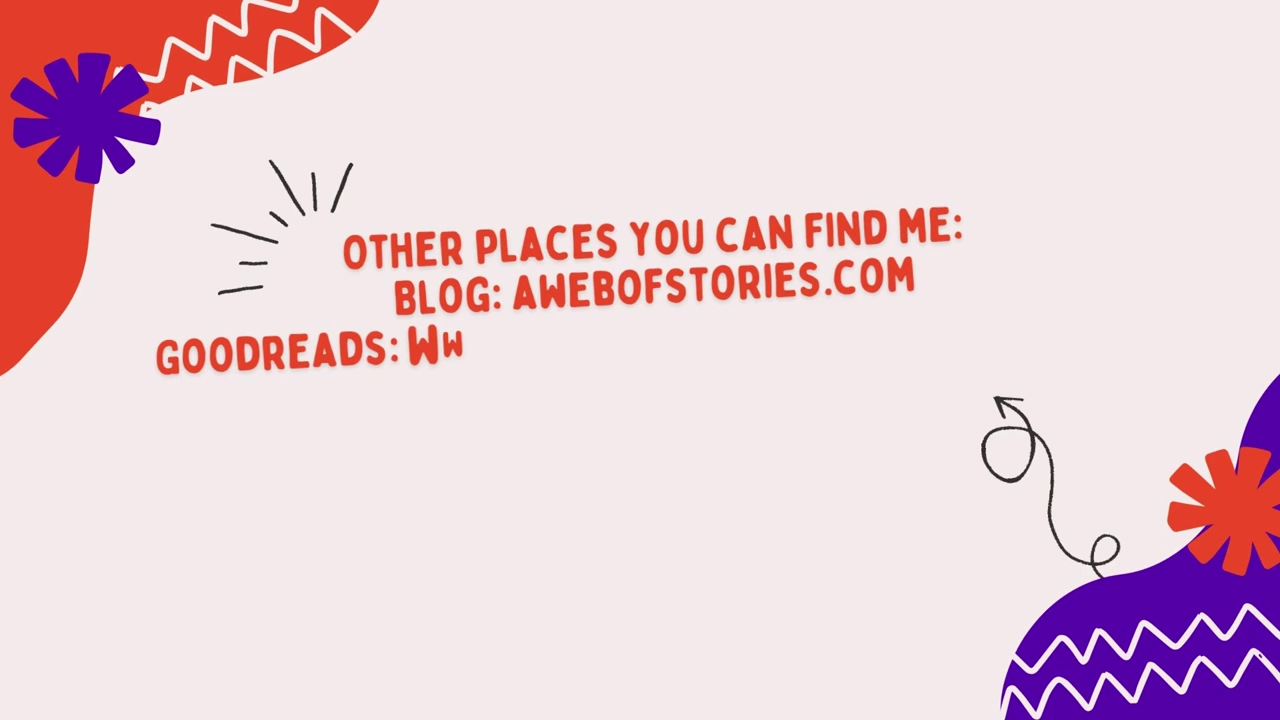 OTHER PLACES YOU CAN FIND ME:
BLOG: AWEBOFSTORIES.COM
GOODREADS: WW